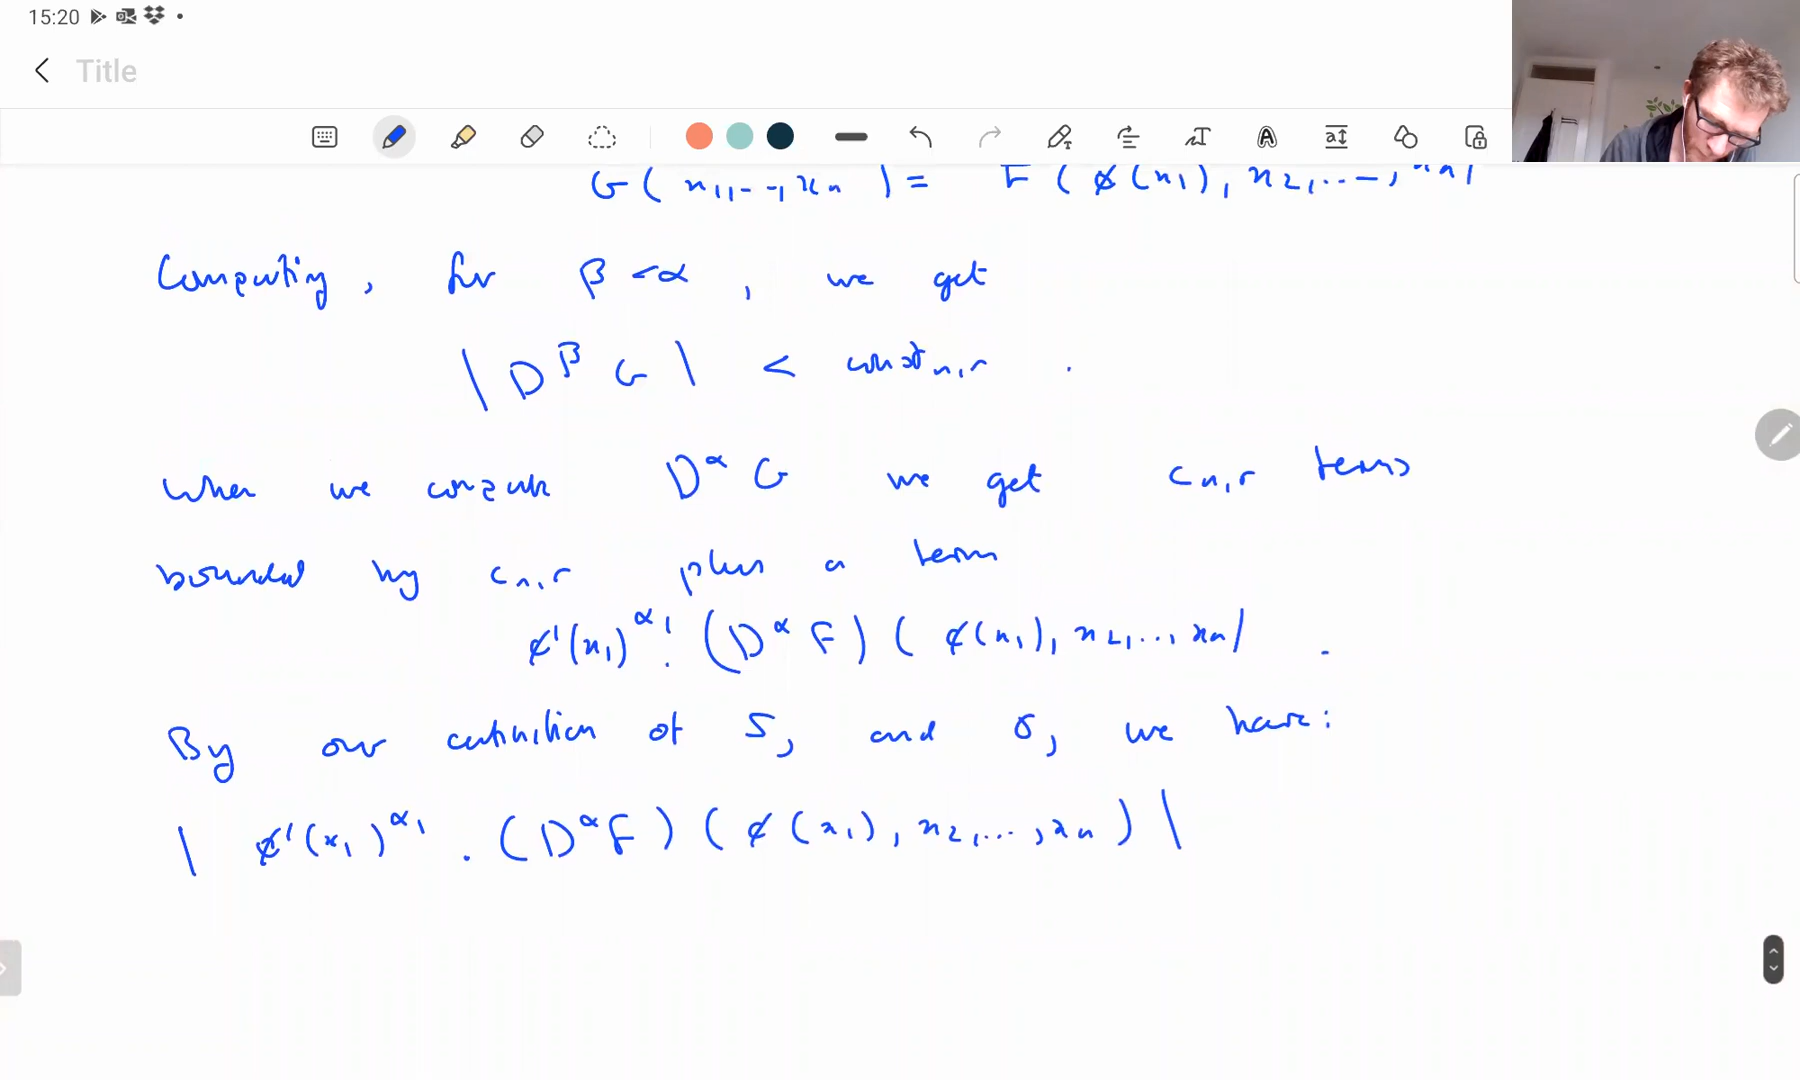 15:20
Title
G(x₁,..,xₙ) = F(φ(x₁), x₂,...,xₙ)
Computing, for β<α, we get
|D^β G| < const_{n,r}.
When we compute D^α G we get c_{n,r} terms
bounded by c_{n,r} plus a term
φ'(x₁)^{α₁} . (D^α F)(φ(x₁), x₂,..., xₙ) .
By our definition of S, and σ, we have:
| φ'(x₁)^{α₁} . (D^α F)(φ(x₁), x₂,..., xₙ) |